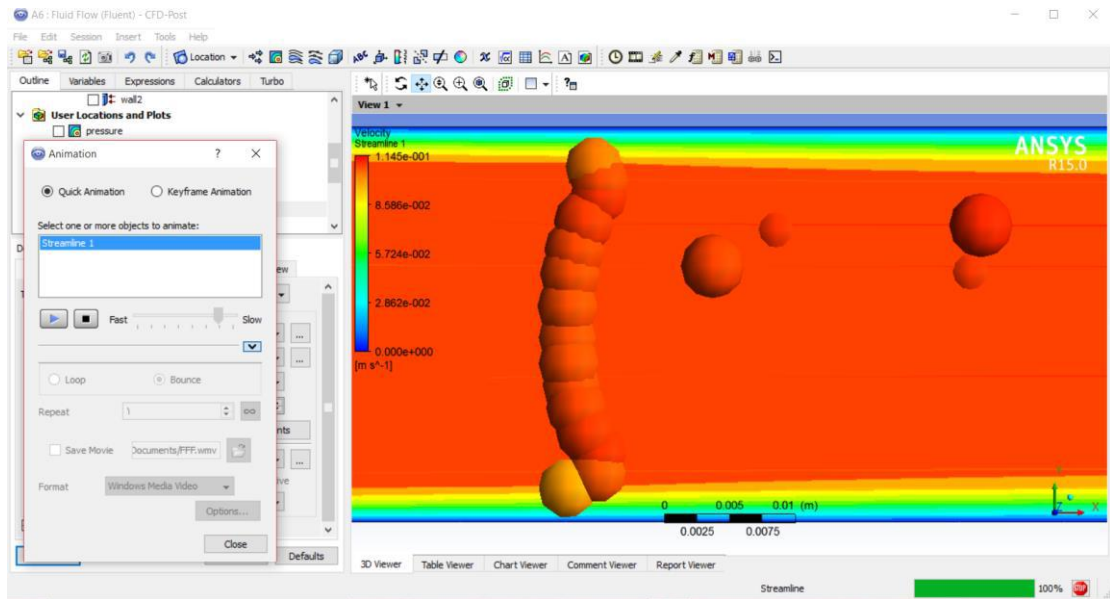 A6 : Fluid Flow (Fluent) - CFD-Post
File Edit Session Insert Tools Help
Location
Outline Variables Expressions Calculators Turbo
wall2
User Locations and Plots
pressure
Animation ? ×
Quick Animation Keyframe Animation
Select one or more objects to animate:
Streamline 1
Fast Slow
Loop Bounce
Repeat 1
Save Movie Documents/FFF.wmv
Format Windows Media Video
Options...
Close
Defaults
View 1
Velocity
Streamline 1
1.145e-001
8.586e-002
5.724e-002
2.862e-002
0.000e+000
[m s^-1]
ANSYS
R15.0
0 0.005 0.01 (m)
0.0025 0.0075
X
Z
3D Viewer Table Viewer Chart Viewer Comment Viewer Report Viewer
Streamline 100% STOP